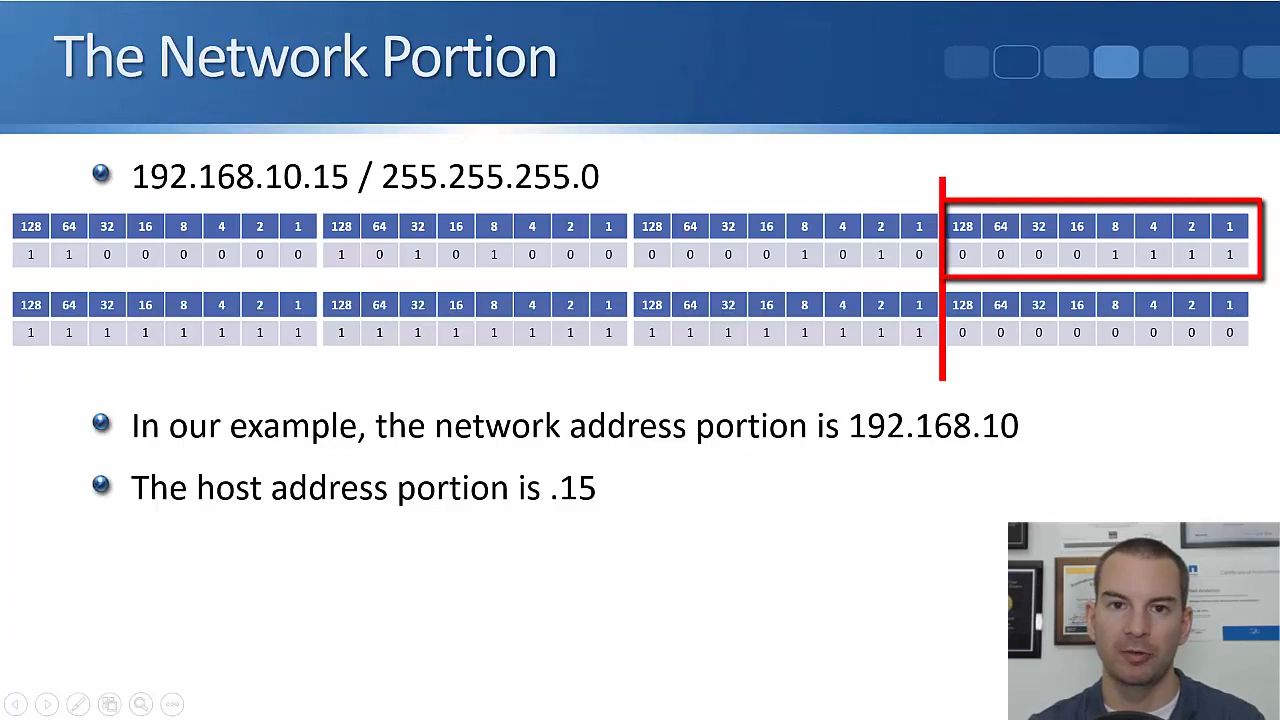 The Network Portion
192.168.10.15 / 255.255.255.0
128 64 32 16 8 4 2 1 128 64 32 16 8 4 2 1 128 64 32 16 8 4 2 1 128 64 32 16 8 4 2 1
1 1 0 0 0 0 0 0 1 0 1 0 1 0 0 0 0 0 0 0 1 0 1 0 0 0 0 0 1 1 1 1
128 64 32 16 8 4 2 1 128 64 32 16 8 4 2 1 128 64 32 16 8 4 2 1 128 64 32 16 8 4 2 1
1 1 1 1 1 1 1 1 1 1 1 1 1 1 1 1 1 1 1 1 1 1 1 1 0 0 0 0 0 0 0 0
In our example, the network address portion is 192.168.10
The host address portion is .15